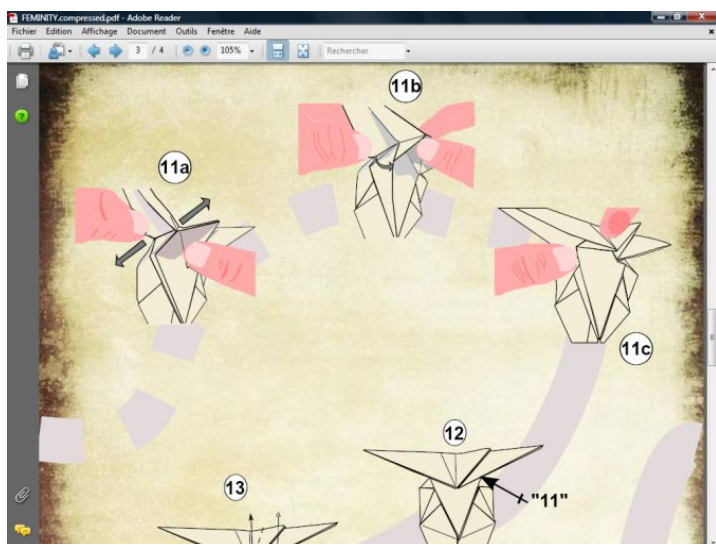 FEMINITY.compressed.pdf - Adobe Reader
Fichier Edition Affichage Document Outils Fenêtre Aide
3 / 4 105% Rechercher
11b
11a
11c
12
"11"
13